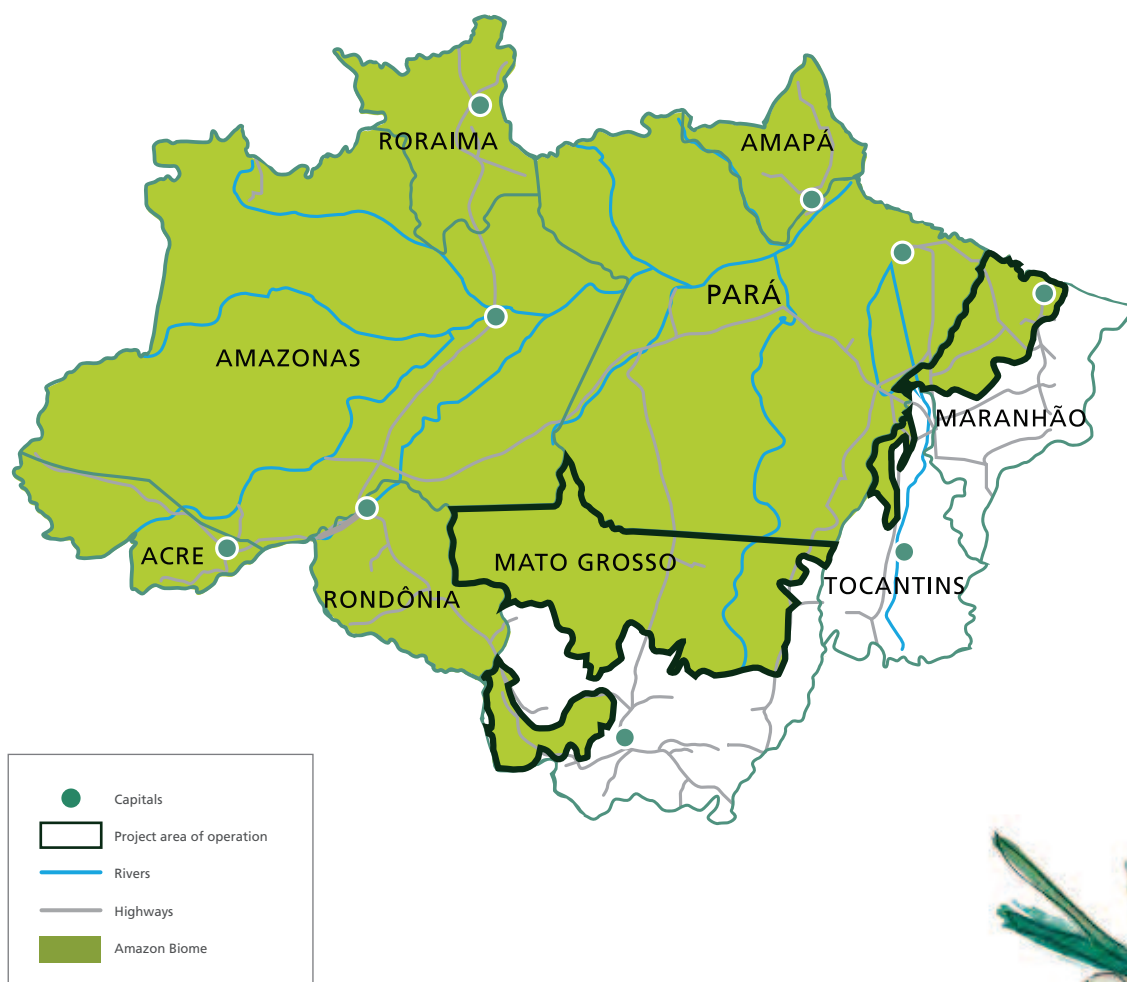 RORAIMA
AMAPÁ
PARÁ
AMAZONAS
MARANHÃO
ACRE
MATO GROSSO
TOCANTINS
RONDÔNIA
Capitals
Project area of operation
Rivers
Highways
Amazon Biome